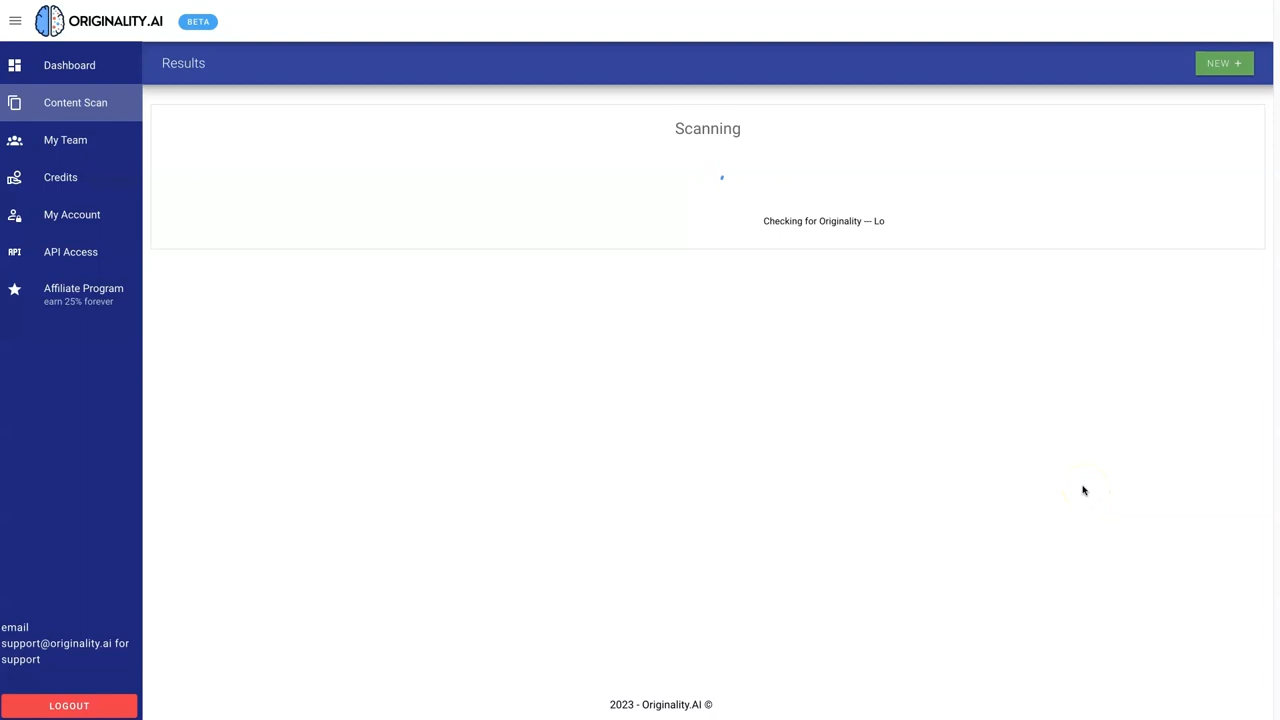 ORIGINALITY.AI
BETA
Dashboard
Content Scan
My Team
Credits
My Account
API
API Access
Affiliate Program
earn 25% forever
email
support@originality.ai for
support
LOGOUT
Results
NEW +
Scanning
Checking for Originality --- Lo
2023 - Originality.AI ©